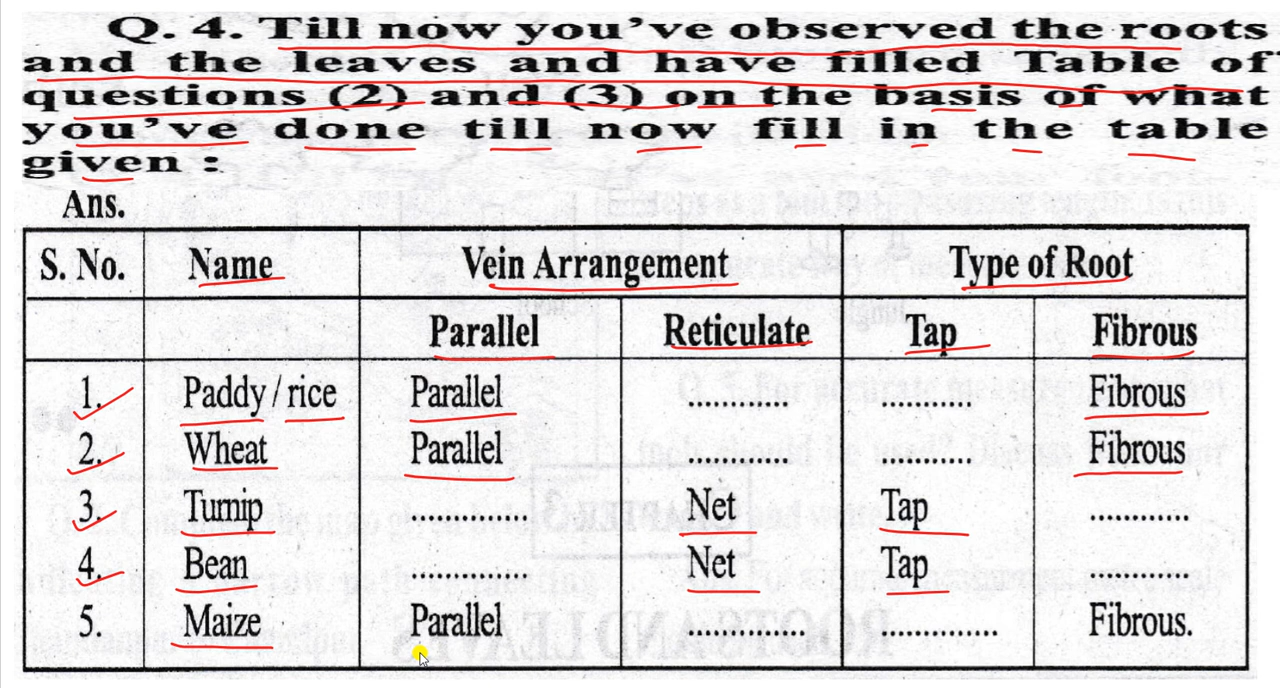 Q. 4. Till now you've observed the roots
and the leaves and have filled Table of
questions (2) and (3) on the basis of what
you've done till now fill in the table
given :
Ans.
S. No. Name Vein Arrangement Type of Root
Parallel Reticulate Tap Fibrous
1. Paddy / rice Parallel ............ ............ Fibrous
2. Wheat Parallel ............ ............ Fibrous
3. Turnip Net Tap ............
4. Bean ............ Net Tap ............
5. Maize Parallel ............ ............ Fibrous.